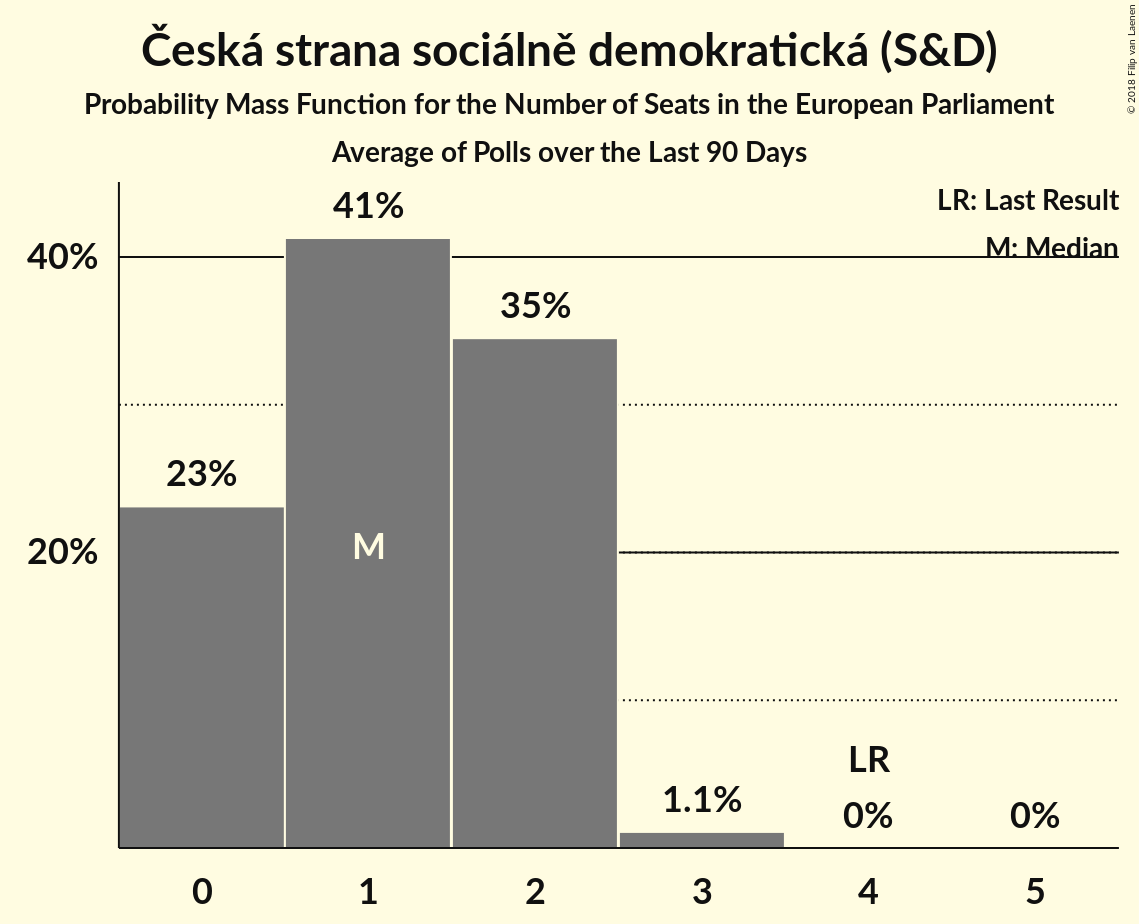 Česká strana sociálně demokratická (S&D)
Probability Mass Function for the Number of Seats in the European Parliament
Average of Polls over the Last 90 Days
© 2018 Filip van Laenen
LR: Last Result
M: Median
41%
40%
35%
23%
M
20%
LR
1.1%
0%
0%
0 1 2 3 4 5